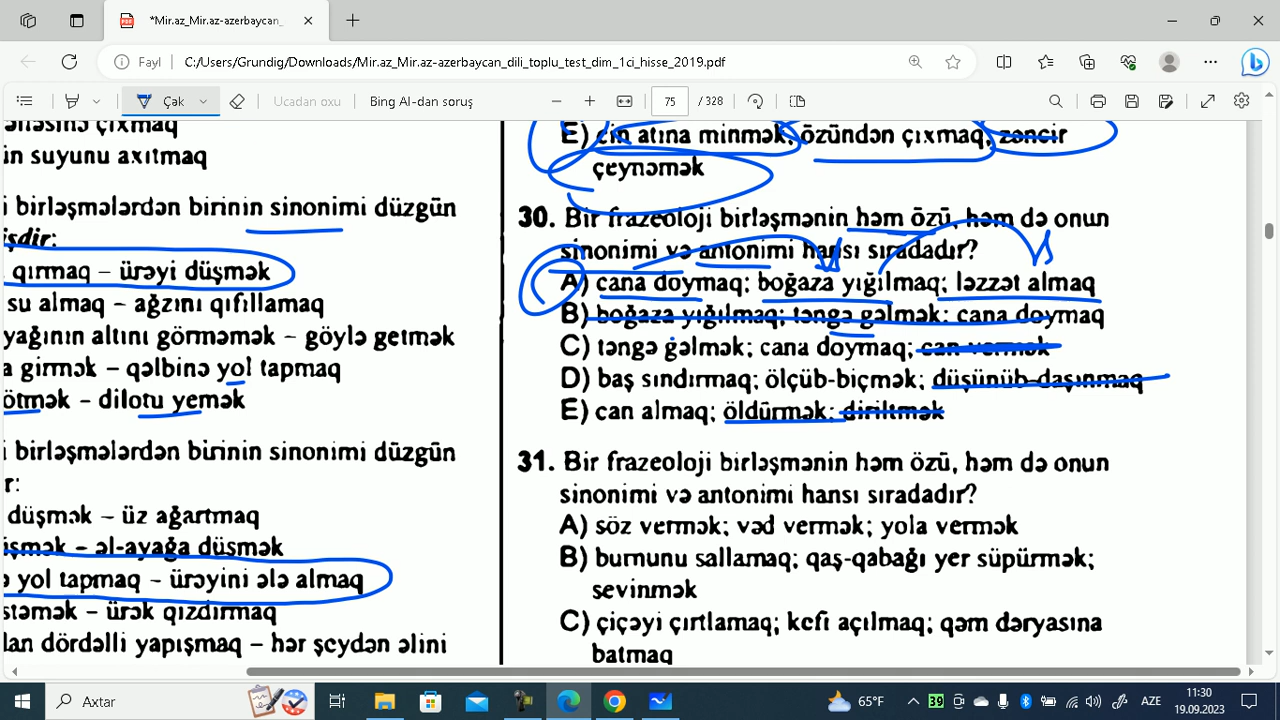 *Mir.az_Mir.az-azerbaycan_
Fayl C:/Users/Grundig/Downloads/Mir.az_Mir.az-azerbaycan_dili_toplu_test_dim_1ci_hisse_2019.pdf
Çak Ucadan oxu Bing AI-dan soruş 75 / 328
çıxmaq
ün suyunu axıtmaq
i birləşmələrdən birinin sinonimi düzgün
işdir:
qırmaq – ürəyi düşmək
su almaq – ağzını qıfıllamaq
yağının altını görməmək – göylə getmək
a girmək – qəlbinə yol tapmaq
ötmək – dilotu yemək
i birləşmələrdən birinin sinonimi düzgün
r:
düşmək – üz ağartmaq
üşmək – əl-ayağa düşmək
ə yol tapmaq – ürəyini ələ almaq
stəmək – ürək qızdırmaq
lan dördəlli yapışmaq – hər şeydən əlini
E) cin atına minmək; özündən çıxmaq; zəncir
çeynəmək
30. Bir frazeoloji birləşmənin həm özü, həm də onun
sinonimi və antonimi hansı sıradadır?
A) cana doymaq; boğaza yığılmaq; ləzzət almaq
B) boğaza yığılmaq; təngə gəlmək; cana doymaq
C) təngə gəlmək; cana doymaq; can vermək
D) baş sındırmaq; ölçüb-biçmək; düşünüb-daşınmaq
E) can almaq; öldürmək; diriltmək
31. Bir frazeoloji birləşmənin həm özü, həm də onun
sinonimi və antonimi hansı sıradadır?
A) söz vermək; vəd vermək; yola vermək
B) burnunu sallamaq; qaş-qabağı yer süpürmək;
sevinmək
C) çiçəyi çırtlamaq; kefi açılmaq; qəm dəryasına
batmaq
Axtar 65°F 39 AZE 11:30
19.09.2023